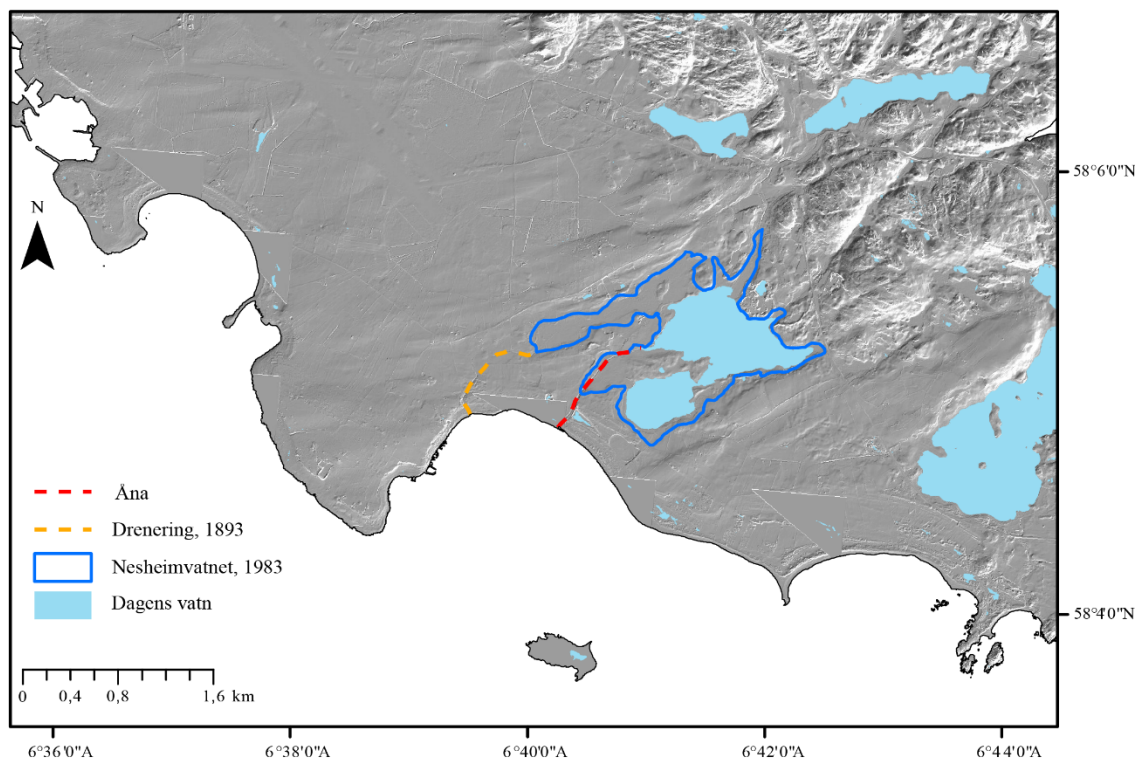 58°6'0"N
N
Åna
Drenering, 1893
Nesheimvatnet, 1983
Dagens vatn
58°4'0"N
0 0,4 0,8 1,6 km
6°36'0"A 6°38'0"A 6°40'0"A 6°42'0"A 6°44'0"A